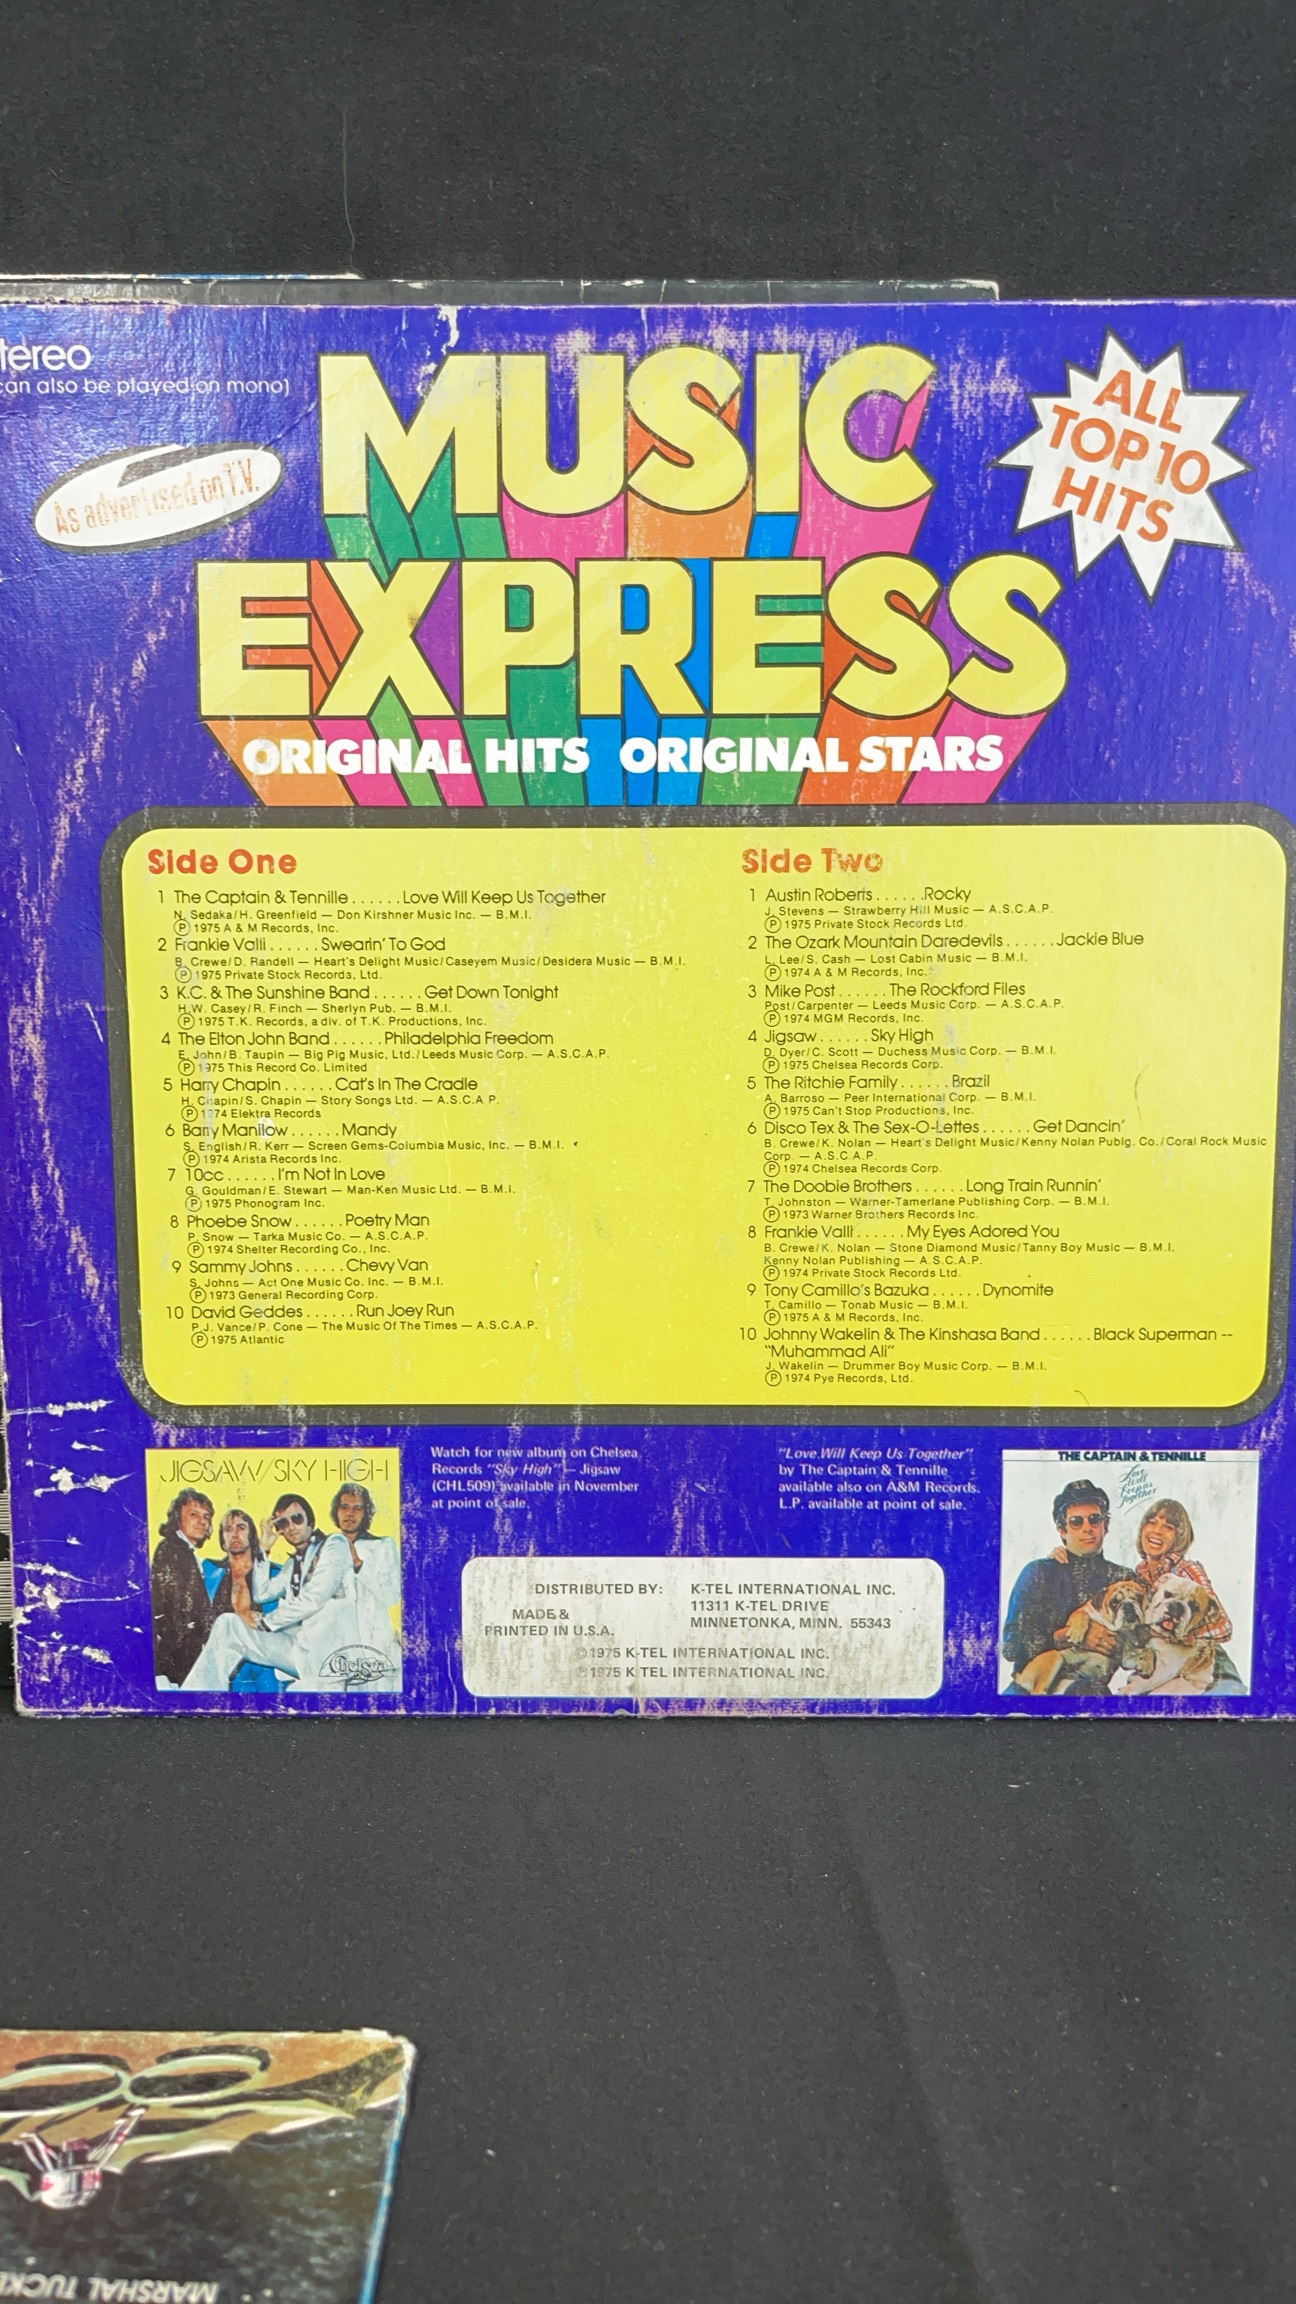 tereo
can also be played on mono)
As advertised on T.V.
MUSIC
EXPRESS
ORIGINAL HITS ORIGINAL STARS
ALL
TOP 10
HITS
Side One
1 The Captain & Tennille......Love Will Keep Us Together
N. Sedaka/H. Greenfield — Don Kirshner Music Inc. — B.M.I.
Ⓟ 1975 A & M Records, Inc.
2 Frankie Valli......Swearin' To God
B. Crewe/D. Randell — Heart's Delight Music/Caseyem Music/Desidera Music — B.M.I.
Ⓟ 1975 Private Stock Records, Ltd.
3 K.C. & The Sunshine Band......Get Down Tonight
H.W. Casey/R. Finch — Sherlyn Pub. — B.M.I.
Ⓟ 1975 T.K. Records, a div. of T.K. Productions, Inc.
4 The Elton John Band......Philadelphia Freedom
E. John/B. Taupin — Big Pig Music, Ltd./Leeds Music Corp. — A.S.C.A.P.
Ⓟ 1975 This Record Co. Limited
5 Harry Chapin......Cat's In The Cradle
H. Chapin/S. Chapin — Story Songs Ltd. — A.S.C.A P.
Ⓟ 1974 Elektra Records
6 Barry Manilow......Mandy
S. English/R. Kerr — Screen Gems-Columbia Music, Inc. — B.M.I.
Ⓟ 1974 Arista Records Inc.
7 10cc......I'm Not In Love
G. Gouldman/E. Stewart — Man-Ken Music Ltd. — B.M.I.
Ⓟ 1975 Phonogram Inc.
8 Phoebe Snow......Poetry Man
P. Snow — Tarka Music Co. — A.S.C.A.P.
Ⓟ 1974 Shelter Recording Co., Inc.
9 Sammy Johns......Chevy Van
S. Johns — Act One Music Co. Inc. — B.M.I.
Ⓟ 1973 General Recording Corp.
10 David Geddes......Run Joey Run
P.J. Vance/P. Cone — The Music Of The Times — A.S.C.A.P.
Ⓟ 1975 Atlantic
Side Two
1 Austin Roberts......Rocky
J. Stevens — Strawberry Hill Music — A.S.C.A.P.
Ⓟ 1975 Private Stock Records Ltd.
2 The Ozark Mountain Daredevils......Jackie Blue
L. Lee/S. Cash — Lost Cabin Music — B.M.I.
Ⓟ 1974 A & M Records, Inc.
3 Mike Post......The Rockford Files
Post/Carpenter — Leeds Music Corp. — A.S.C.A.P.
Ⓟ 1974 MGM Records, Inc.
4 Jigsaw......Sky High
D. Dyer/C. Scott — Duchess Music Corp. — B.M.I.
Ⓟ 1975 Chelsea Records Corp.
5 The Ritchie Family......Brazil
A. Barroso — Peer International Corp. — B.M.I.
Ⓟ 1975 Can't Stop Productions, Inc.
6 Disco Tex & The Sex-O-Lettes......Get Dancin'
B. Crewe/K. Nolan — Heart's Delight Music/Kenny Nolan Publg. Co./Coral Rock Music
Corp. — A.S.C.A.P.
Ⓟ 1974 Chelsea Records Corp.
7 The Doobie Brothers......Long Train Runnin'
T. Johnston — Warner-Tamerlane Publishing Corp. — B.M.I.
Ⓟ 1973 Warner Brothers Records Inc.
8 Frankie Valli......My Eyes Adored You
B. Crewe/K. Nolan — Stone Diamond Music/Tanny Boy Music — B.M.I.
Kenny Nolan Publishing — A.S.C.A.P.
Ⓟ 1974 Private Stock Records Ltd.
9 Tony Camillo's Bazuka......Dynomite
T. Camillo — Tonab Music — B.M.I.
Ⓟ 1975 A & M Records, Inc.
10 Johnny Wakelin & The Kinshasa Band......Black Superman --
"Muhammad Ali"
J. Wakelin — Drummer Boy Music Corp. — B.M.I.
Ⓟ 1974 Pye Records, Ltd.
JIGSAW/SKY HIGH
Chelsea
Watch for new album on Chelsea
Records "Sky High" — Jigsaw
(CHL509) available in November
at point of sale.
"Love Will Keep Us Together"
by The Captain & Tennille
available also on A&M Records.
L.P. available at point of sale.
THE CAPTAIN & TENNILLE
Love
Will
Keep Us
Together
DISTRIBUTED BY: K-TEL INTERNATIONAL INC.
11311 K-TEL DRIVE
MINNETONKA, MINN. 55343
MADE &
PRINTED IN U.S.A.
© 1975 K-TEL INTERNATIONAL INC.
Ⓟ 1975 K-TEL INTERNATIONAL INC.
MARSHAL TUCK